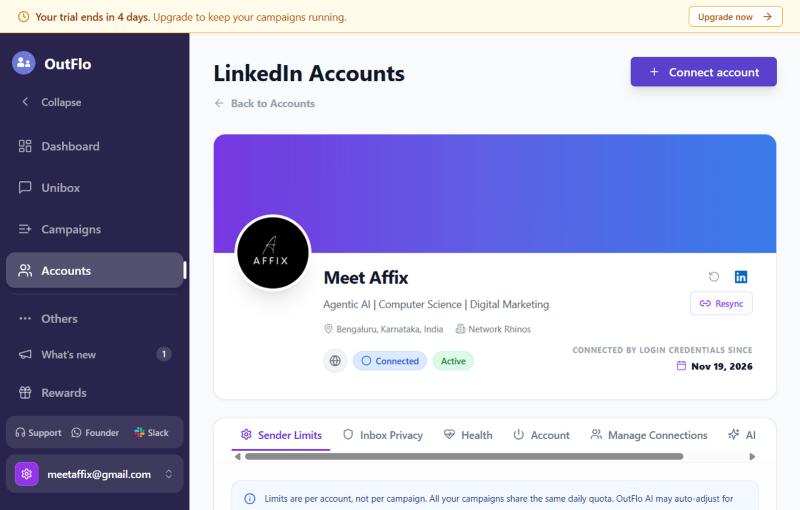 Your trial ends in 4 days. Upgrade to keep your campaigns running.
Upgrade now
OutFlo
Collapse
Dashboard
Unibox
Campaigns
Accounts
Others
What's new 1
Rewards
Support Founder Slack
meetaffix@gmail.com
LinkedIn Accounts
Connect account
Back to Accounts
AFFIX
Meet Affix
in
Agentic AI | Computer Science | Digital Marketing
Resync
Bengaluru, Karnataka, India Network Rhinos
Connected Active
CONNECTED BY LOGIN CREDENTIALS SINCE
Nov 19, 2026
Sender Limits Inbox Privacy Health Account Manage Connections AI
Limits are per account, not per campaign. All your campaigns share the same daily quota. OutFlo AI may auto-adjust for